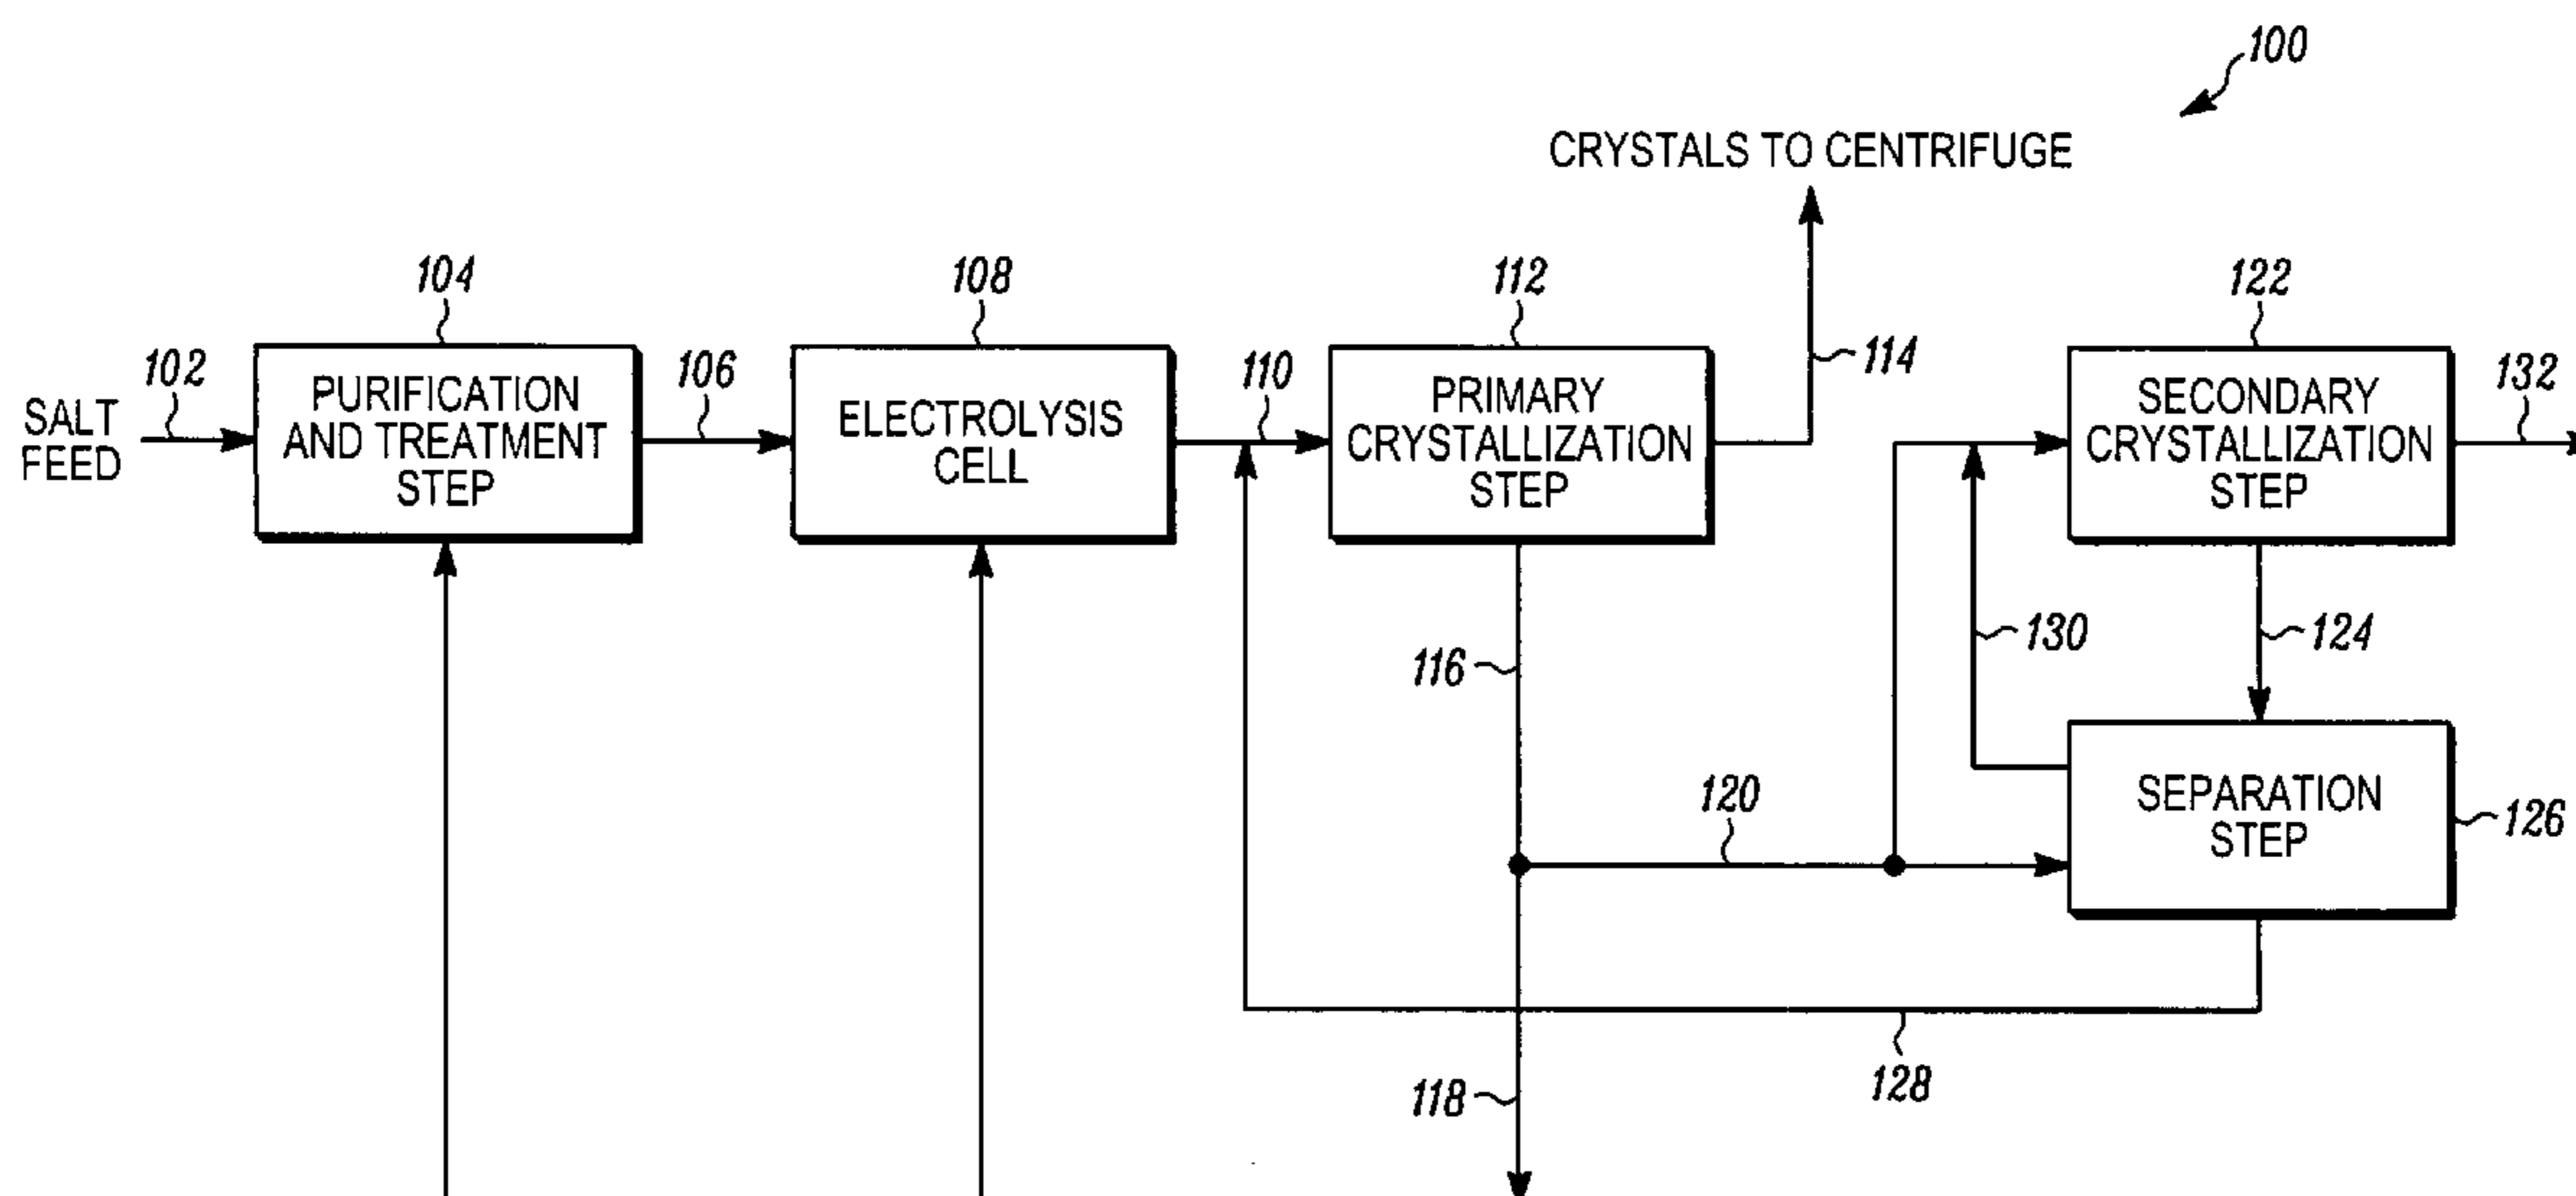 100
CRYSTALS TO CENTRIFUGE
104
108
112
122
102
106
110
114
132
SALT
FEED
PURIFICATION
AND TREATMENT
STEP
ELECTROLYSIS
CELL
PRIMARY
CRYSTALLIZATION
STEP
SECONDARY
CRYSTALLIZATION
STEP
116
130
124
120
SEPARATION
STEP
126
118
128